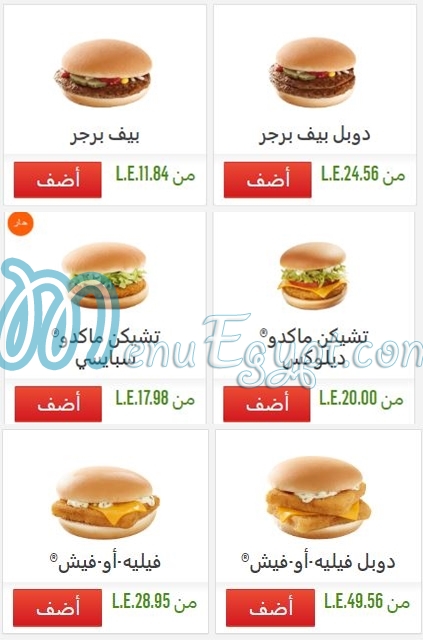 دوبل بيف برجر
من L.E.24.56
أضف
بيف برجر
من L.E.11.84
أضف
تشيكن ماكدو®
ديلوكس
من L.E.20.00
أضف
حار
تشيكن ماكدو®
سبايسي
من L.E.17.98
أضف
MenuEgypt.com
دوبل فيليه-أو-فيش®
من L.E.49.56
أضف
فيليه-أو-فيش®
من L.E.28.95
أضف